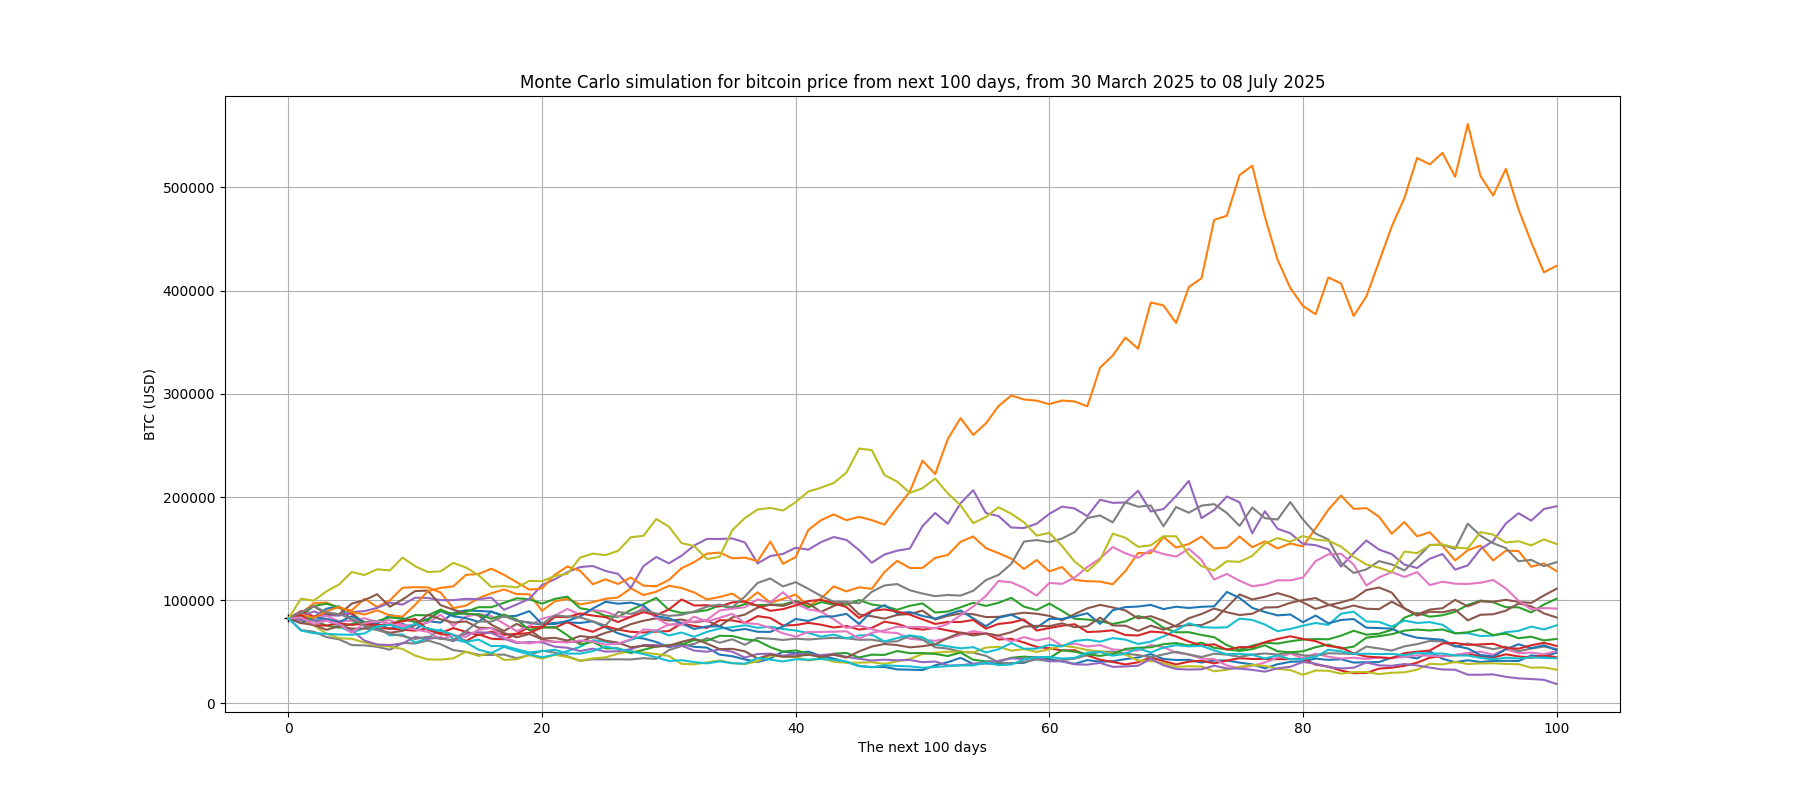 Monte Carlo simulation for bitcoin price from next 100 days, from 30 March 2025 to 08 July 2025
500000
400000
300000
200000
100000
0
BTC (USD)
0 20 40 60 80 100
The next 100 days